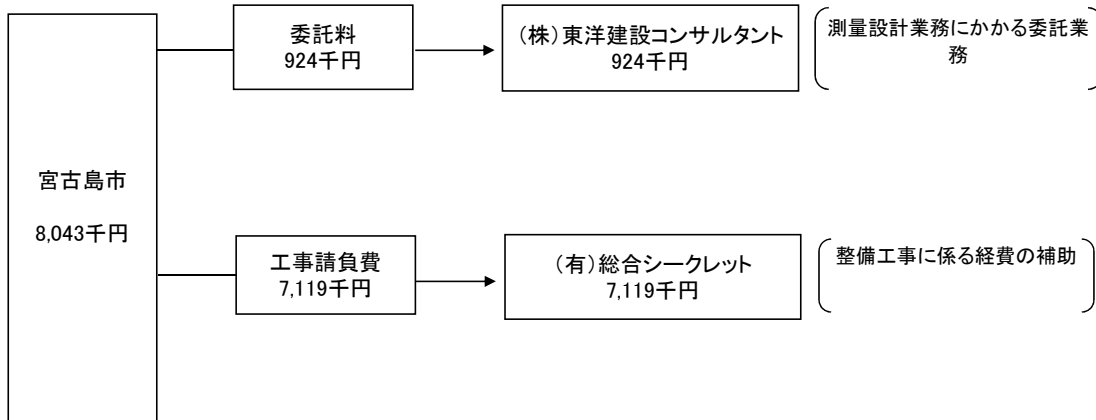 宮古島市
8,043千円
委託料
924千円
(株)東洋建設コンサルタント
924千円
測量設計業務にかかる委託業
務
工事請負費
7,119千円
(有)総合シークレット
7,119千円
整備工事に係る経費の補助